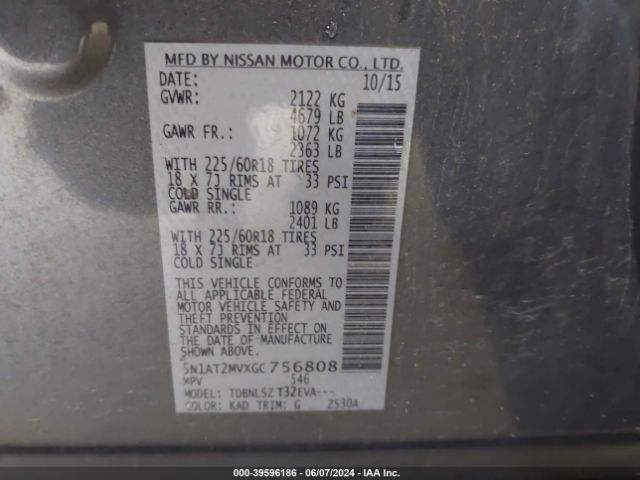 MFD BY NISSAN MOTOR CO., LTD.
DATE: 10/15
GVWR: 2122 KG
4679 LB
GAWR FR.: 1072 KG
2363 LB
WITH 225/60R18 TIRES
18 X 7J RIMS AT 33 PSI
COLD SINGLE
GAWR RR.: 1089 KG
2401 LB
WITH 225/60R18 TIRES
18 X 7J RIMS AT 33 PSI
COLD SINGLE
THIS VEHICLE CONFORMS TO
ALL APPLICABLE FEDERAL
MOTOR VEHICLE SAFETY AND
THEFT PREVENTION
STANDARDS IN EFFECT ON
THE DATE OF MANUFACTURE
SHOWN ABOVE.
5N1AT2MVXGC756808
MPV 546
MODEL: TDBNLSZ T32EVA---
COLOR: KAD TRIM: G 2530A
000-39596186 - 06/07/2024 - IAA Inc.